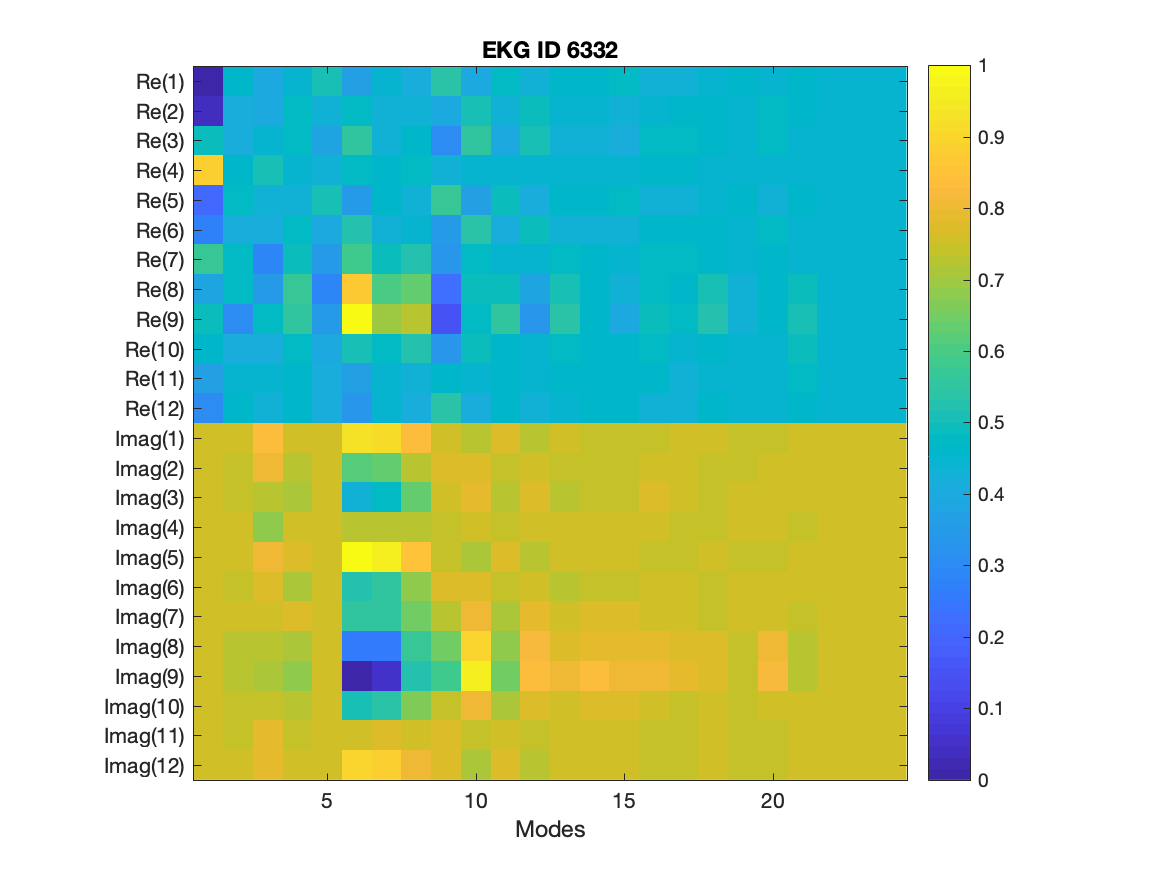 EKG ID 6332
Re(1)
Re(2)
Re(3)
Re(4)
Re(5)
Re(6)
Re(7)
Re(8)
Re(9)
Re(10)
Re(11)
Re(12)
Imag(1)
Imag(2)
Imag(3)
Imag(4)
Imag(5)
Imag(6)
Imag(7)
Imag(8)
Imag(9)
Imag(10)
Imag(11)
Imag(12)
5 10 15 20
Modes
1
0.9
0.8
0.7
0.6
0.5
0.4
0.3
0.2
0.1
0